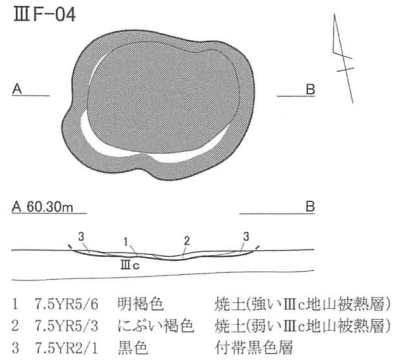 ⅢF-04
A B
A 60.30m B
3 1 2 3
Ⅲc
1 7.5YR5/6 明褐色 焼土(強いⅢc地山被熱層)
2 7.5YR5/3 にぶい褐色 焼土(弱いⅢc地山被熱層)
3 7.5YR2/1 黒色 付帯黒色層